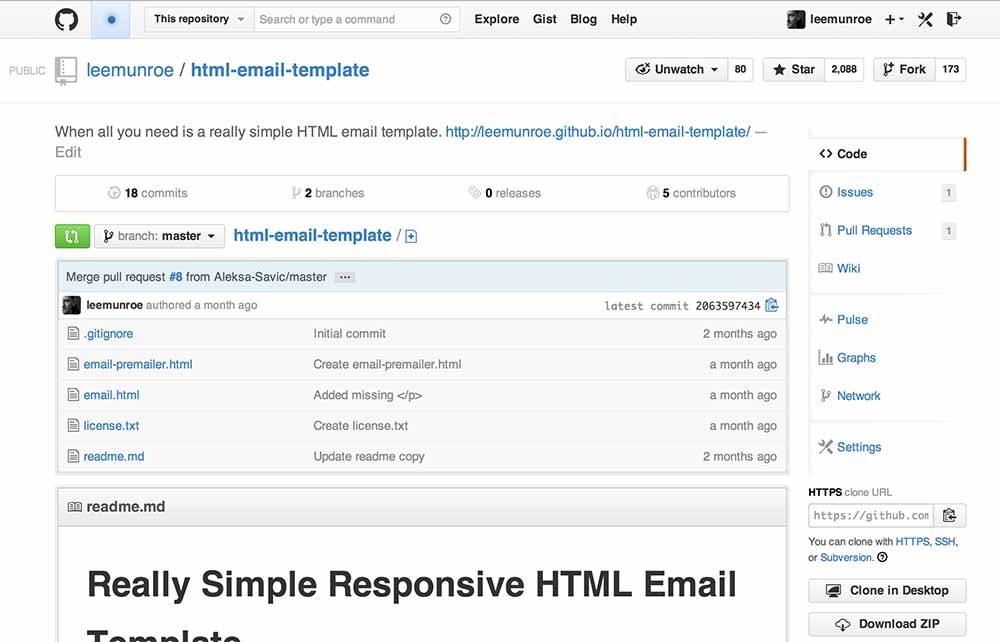 This repository Search or type a command Explore Gist Blog Help leemunroe
PUBLIC leemunroe / html-email-template Unwatch 80 Star 2,088 Fork 173
When all you need is a really simple HTML email template. http://leemunroe.github.io/html-email-template/ —
Edit
18 commits 2 branches 0 releases 5 contributors
branch: master html-email-template /
Merge pull request #8 from Aleksa-Savic/master ...
leemunroe authored a month ago latest commit 2063597434
.gitignore Initial commit 2 months ago
email-premailer.html Create email-premailer.html a month ago
email.html Added missing </p> a month ago
license.txt Create license.txt a month ago
readme.md Update readme copy 2 months ago
readme.md
Really Simple Responsive HTML Email
Template
Code
Issues 1
Pull Requests 1
Wiki
Pulse
Graphs
Network
Settings
HTTPS clone URL
https://github.com
You can clone with HTTPS, SSH,
or Subversion.
Clone in Desktop
Download ZIP